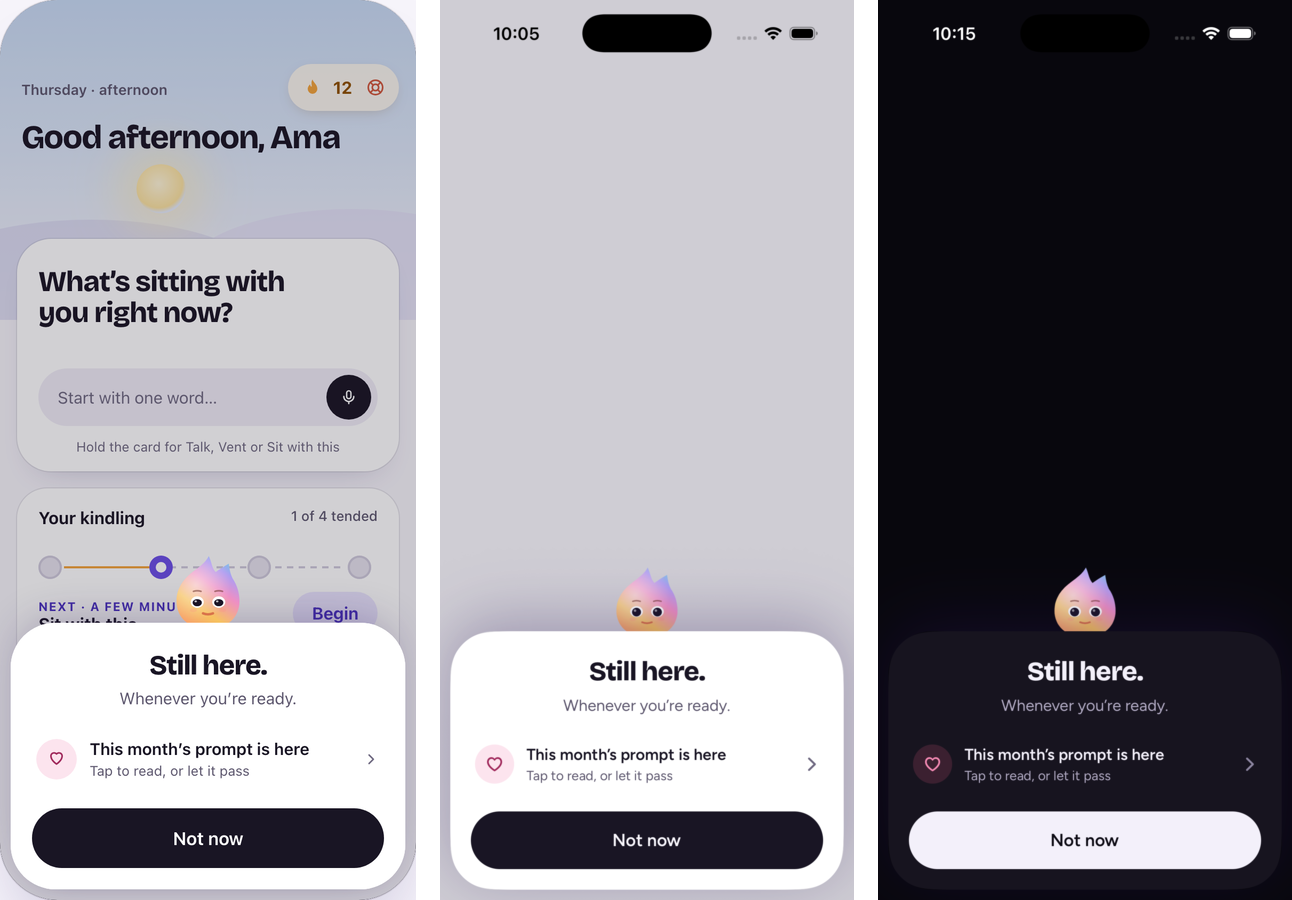 Thursday · afternoon
12
Good afternoon, Ama
What's sitting with
you right now?
Start with one word...
Hold the card for Talk, Vent or Sit with this
Your kindling
1 of 4 tended
NEXT · A FEW MINU
Sit with this
Begin
Still here.
Whenever you're ready.
This month's prompt is here
Tap to read, or let it pass
Not now
10:05
Still here.
Whenever you're ready.
This month's prompt is here
Tap to read, or let it pass
Not now
10:15
Still here.
Whenever you're ready.
This month's prompt is here
Tap to read, or let it pass
Not now